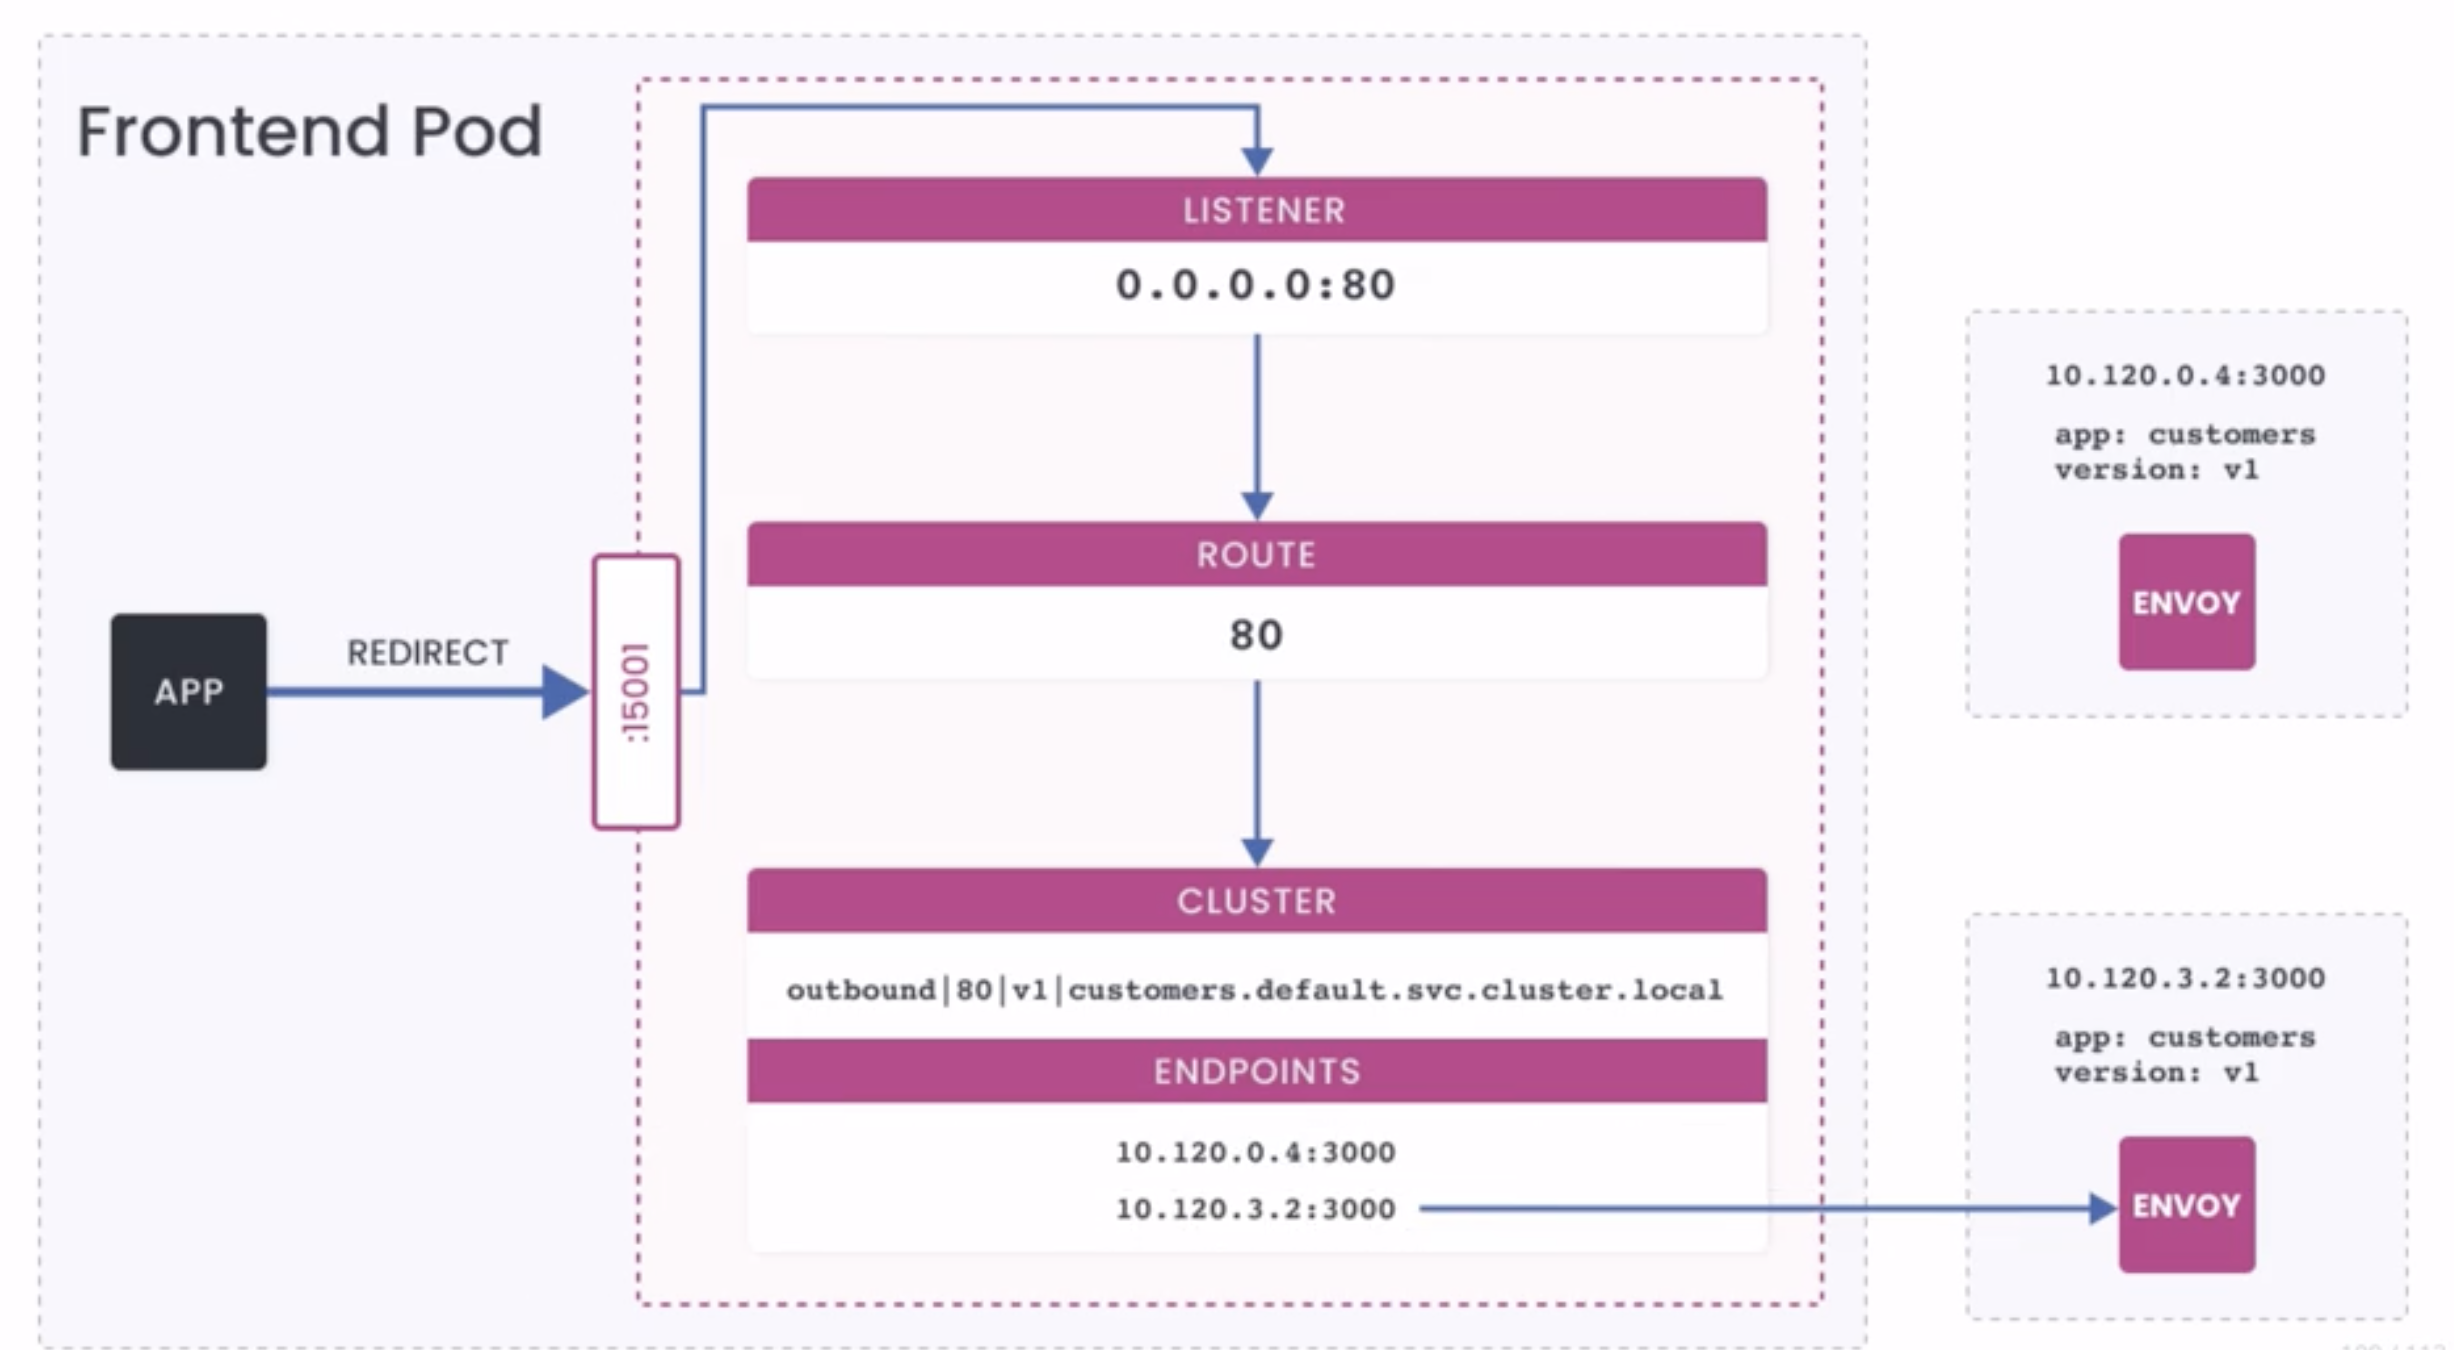 Frontend Pod
APP
REDIRECT
:15001
LISTENER
0.0.0.0:80
ROUTE
80
CLUSTER
outbound|80|v1|customers.default.svc.cluster.local
ENDPOINTS
10.120.0.4:3000
10.120.3.2:3000
10.120.0.4:3000
app: customers
version: v1
ENVOY
10.120.3.2:3000
app: customers
version: v1
ENVOY